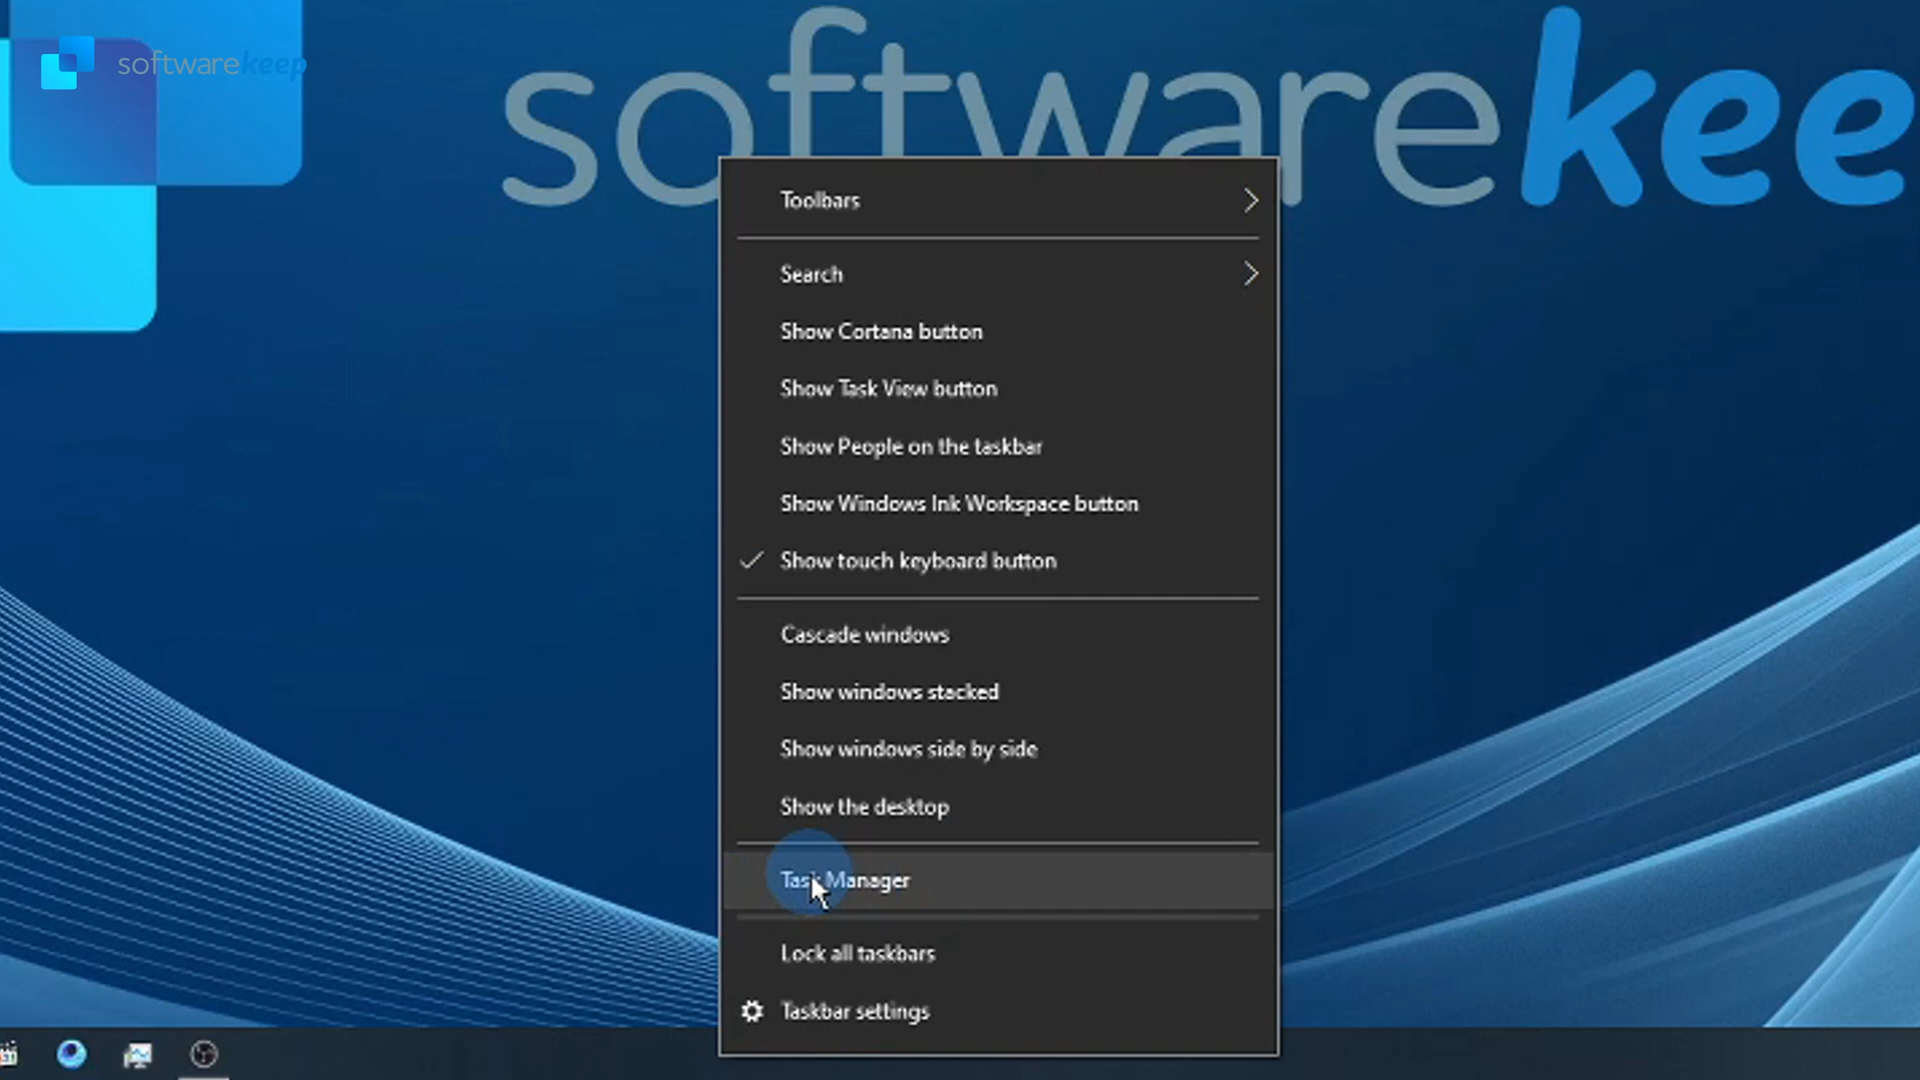 softwarekeep
softwarekee
Toolbars
Search
Show Cortana button
Show Task View button
Show People on the taskbar
Show Windows Ink Workspace button
Show touch keyboard button
Cascade windows
Show windows stacked
Show windows side by side
Show the desktop
Task Manager
Lock all taskbars
Taskbar settings